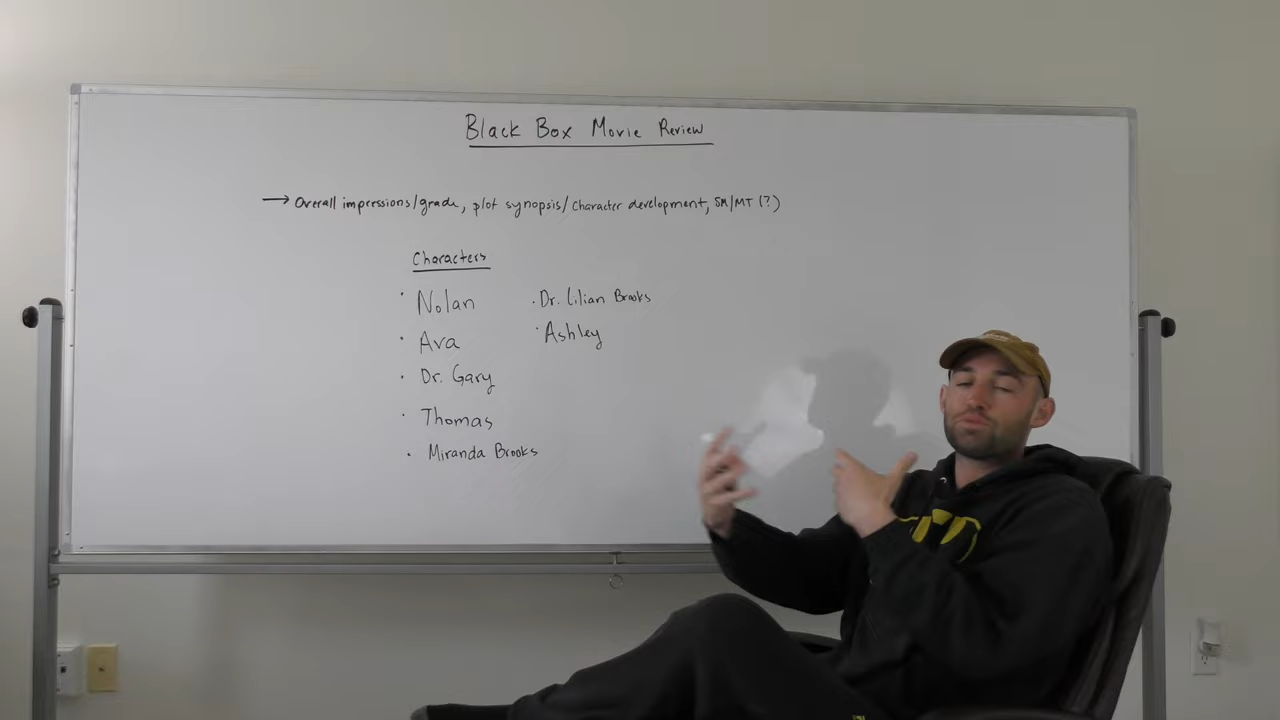 Black Box Movie Review
→ Overall impressions/grade, plot synopsis/character development, SM/MT (?)
Characters
· Nolan
· Ava
· Dr. Gary
· Thomas
· Miranda Brooks
· Dr. Lilian Brooks
· Ashley